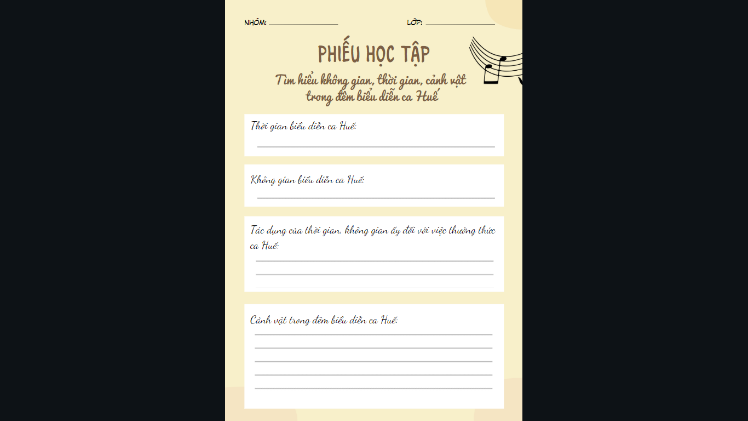 NHÓM:
LỚP:
PHIẾU HỌC TẬP
Tìm hiểu không gian, thời gian, cảnh vật
trong đêm biểu diễn ca Huế
Thời gian biểu diễn ca Huế:
Không gian biểu diễn ca Huế:
Tác dụng của thời gian, không gian ấy đối với việc thưởng thức
ca Huế:
Cảnh vật trong đêm biểu diễn ca Huế: